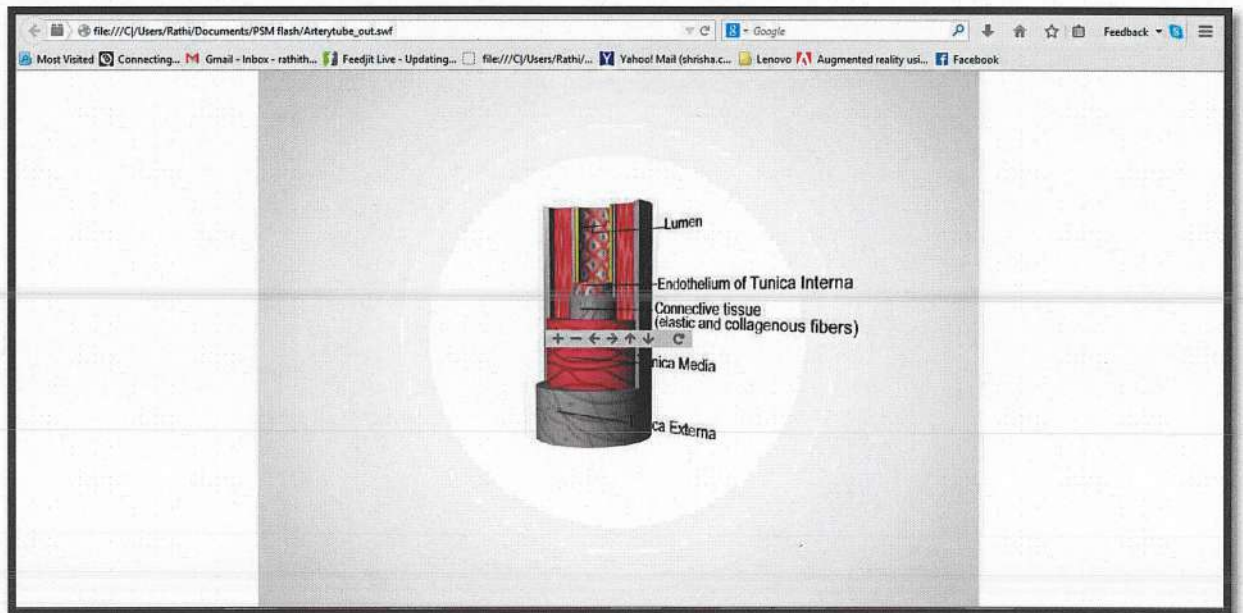 file:///C|/Users/Rathi/Documents/PSM flash/Arterytube_out.swf
Google
Feedback
Most Visited Connecting... Gmail - Inbox - rathith... Feedjit Live - Updating... file:///C|/Users/Rathi/... Yahoo! Mail (shrisha.c... Lenovo Augmented reality usi... Facebook
Lumen
Endothelium of Tunica Interna
Connective tissue
(elastic and collagenous fibers)
nica Media
ca Externa